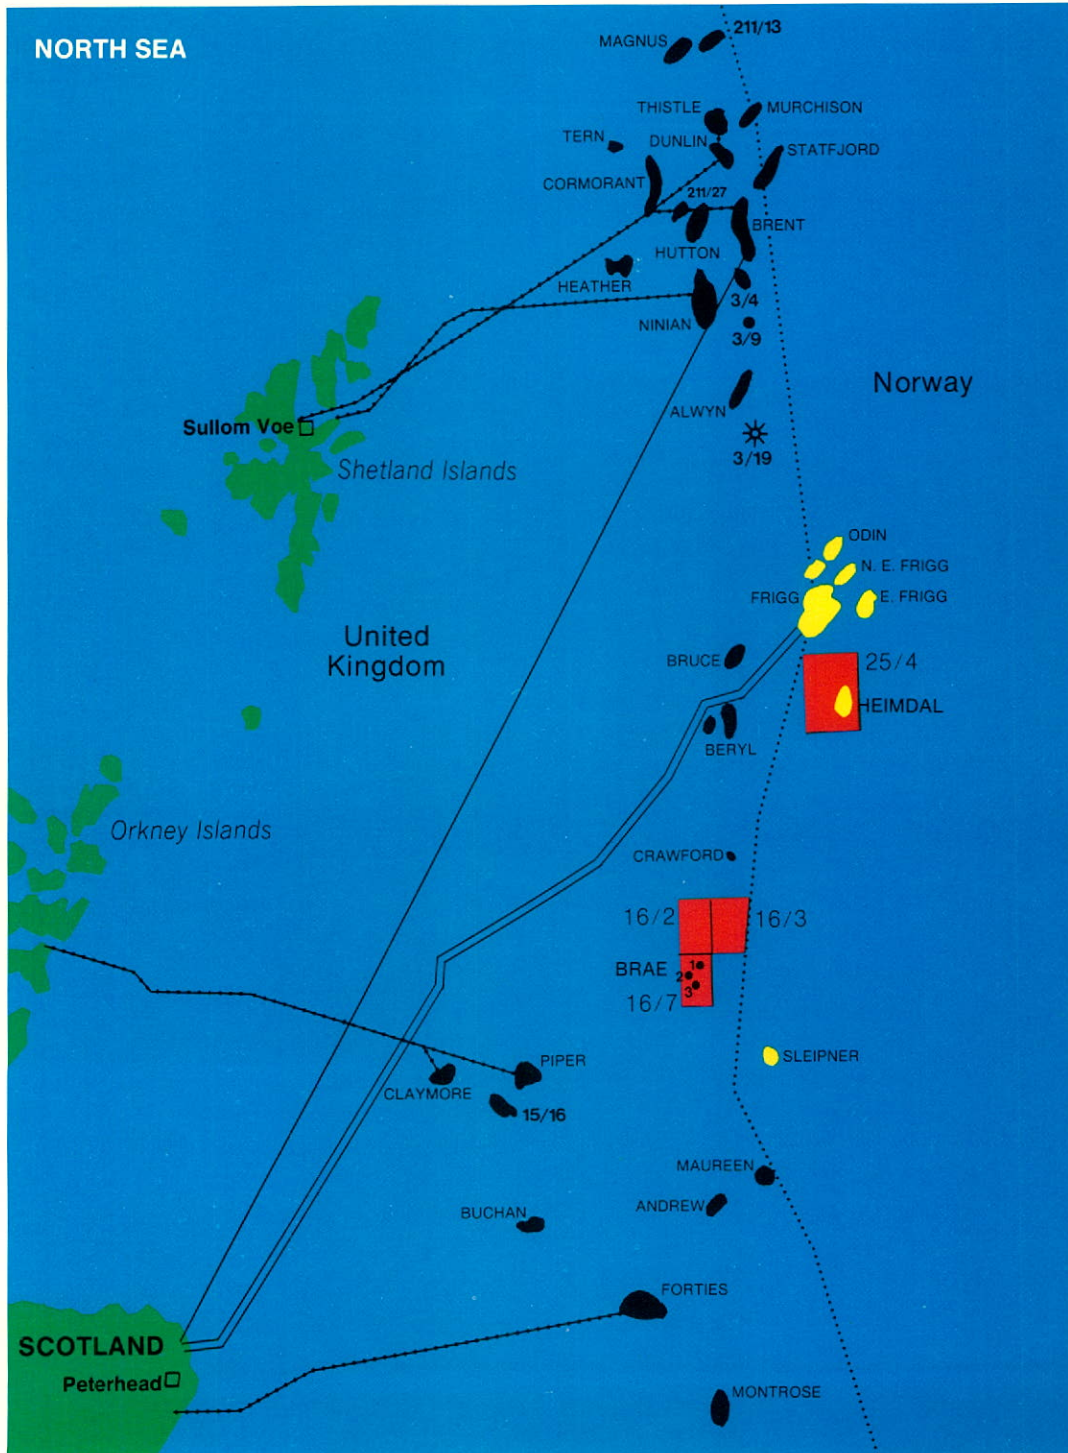 NORTH SEA
MAGNUS
211/13
THISTLE
MURCHISON
TERN
DUNLIN
STATFJORD
CORMORANT
211/27
BRENT
HUTTON
HEATHER
3/4
NINIAN
3/9
Norway
ALWYN
Sullom Voe
3/19
Shetland Islands
ODIN
N. E. FRIGG
FRIGG
E. FRIGG
United
Kingdom
BRUCE
25/4
HEIMDAL
BERYL
Orkney Islands
CRAWFORD
16/2
16/3
BRAE
1
2
3
16/7
SLEIPNER
PIPER
CLAYMORE
15/16
MAUREEN
ANDREW
BUCHAN
FORTIES
SCOTLAND
Peterhead
MONTROSE